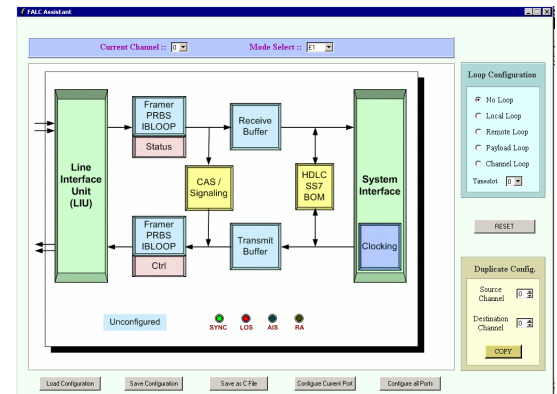 FALC Assistant
Current Channel :: 0
Mode Select :: E1
Line
Interface
Unit
(LIU)
Framer
PRBS
IBLOOP
Status
Receive
Buffer
CAS /
Signaling
HDLC
SS7
BOM
System
Interface
Clocking
Framer
PRBS
IBLOOP
Ctrl
Transmit
Buffer
Unconfigured
SYNC LOS AIS RA
Loop Configuration
No Loop
Local Loop
Remote Loop
Payload Loop
Channel Loop
Timeslot 0
RESET
Duplicate Config.
Source
Channel 0
Destination
Channel 0
COPY
Load Configuration
Save Configuration
Save as C File
Configure Current Port
Configure all Ports